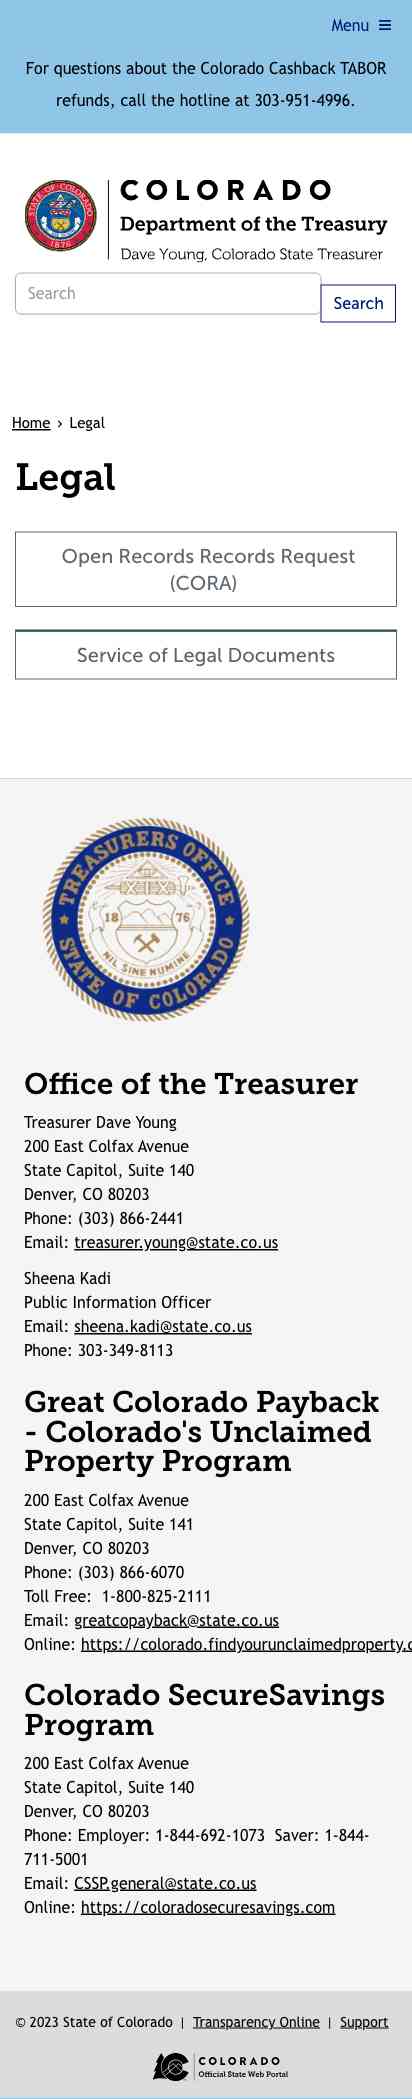 Menu
For questions about the Colorado Cashback TABOR
refunds, call the hotline at 303-951-4996.
STATE OF COLORADO
1876
COLORADO
Department of the Treasury
Dave Young, Colorado State Treasurer
Search
Search
Home › Legal
Legal
Open Records Records Request
(CORA)
Service of Legal Documents
TREASURERS OFFICE
18 76
NIL SINE NUMINE
STATE OF COLORADO
Office of the Treasurer
Treasurer Dave Young
200 East Colfax Avenue
State Capitol, Suite 140
Denver, CO 80203
Phone: (303) 866-2441
Email: treasurer.young@state.co.us
Sheena Kadi
Public Information Officer
Email: sheena.kadi@state.co.us
Phone: 303-349-8113
Great Colorado Payback
- Colorado's Unclaimed
Property Program
200 East Colfax Avenue
State Capitol, Suite 141
Denver, CO 80203
Phone: (303) 866-6070
Toll Free:  1-800-825-2111
Email: greatcopayback@state.co.us
Online: https://colorado.findyourunclaimedproperty.c
Colorado SecureSavings
Program
200 East Colfax Avenue
State Capitol, Suite 140
Denver, CO 80203
Phone: Employer: 1-844-692-1073  Saver: 1-844-
711-5001
Email: CSSP.general@state.co.us
Online: https://coloradosecuresavings.com
© 2023 State of Colorado | Transparency Online | Support
COLORADO
Official State Web Portal